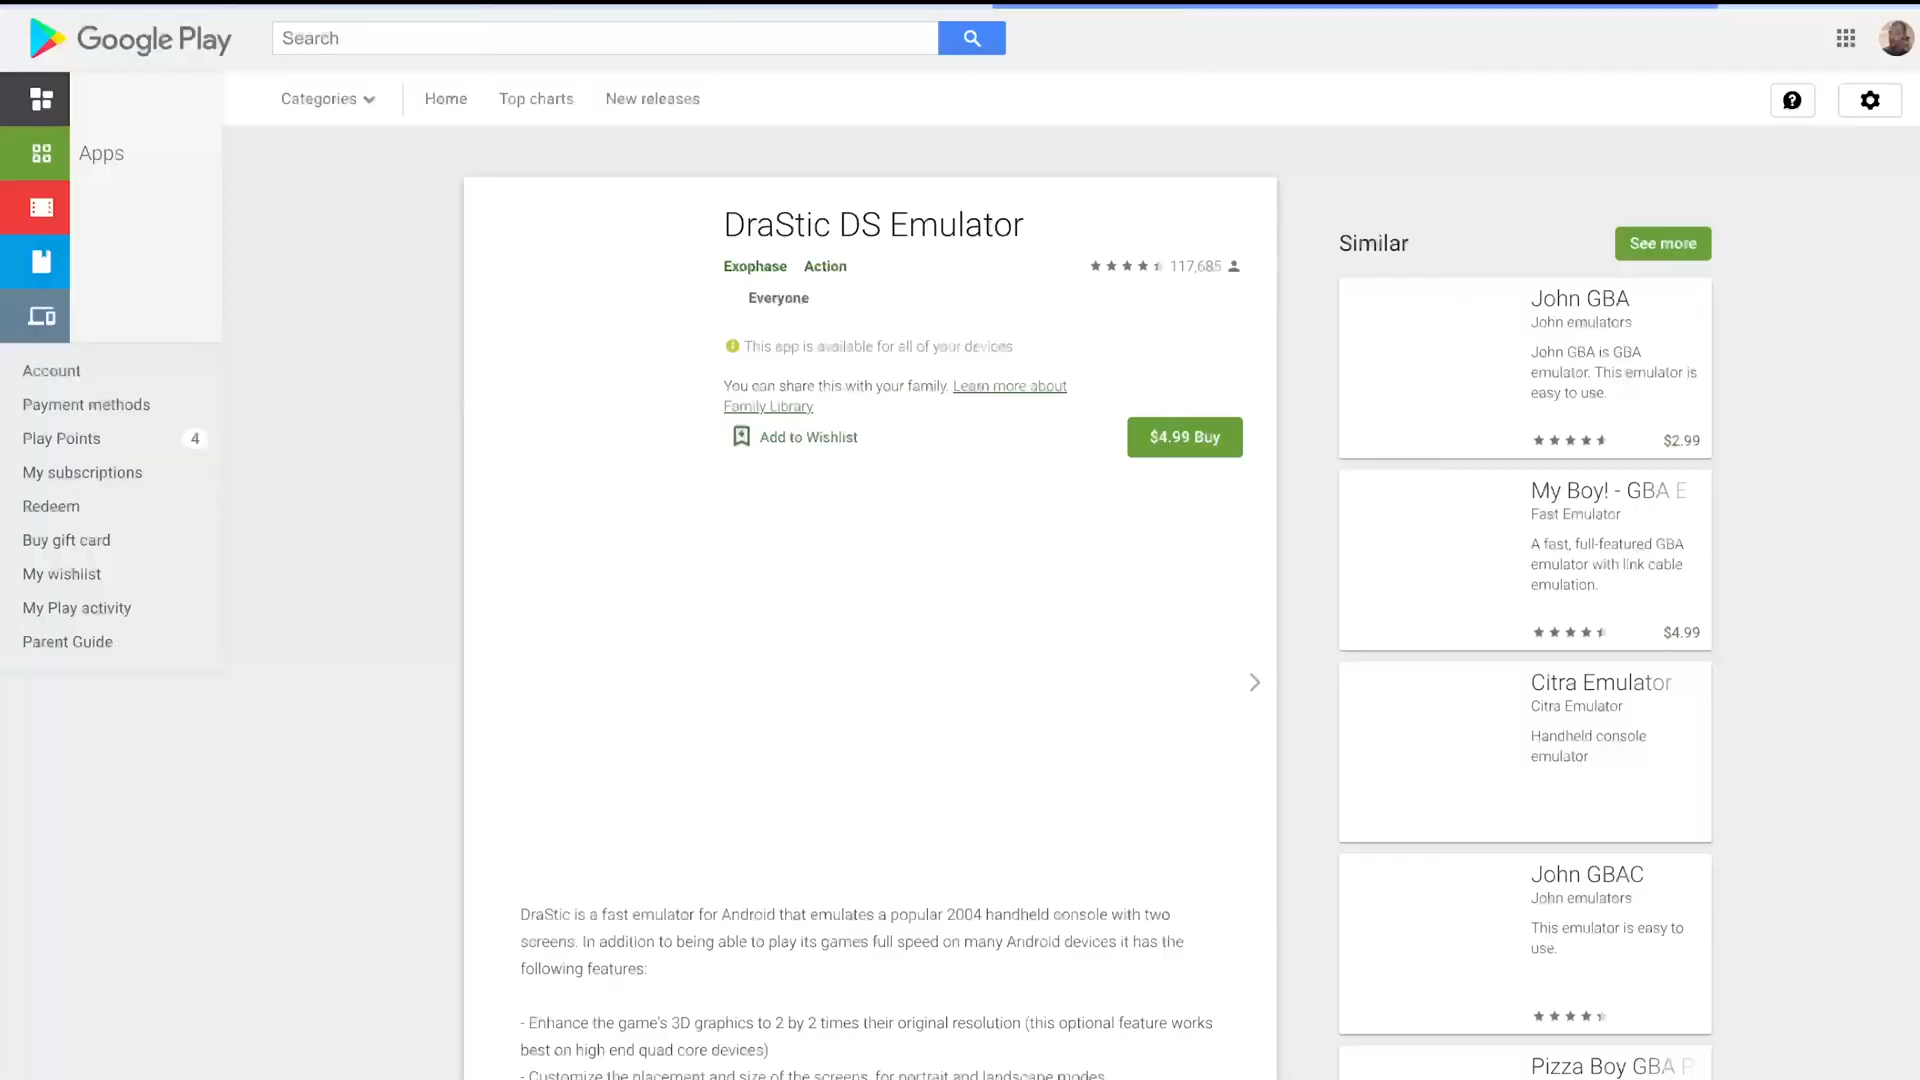 Google Play
Search
Categories
Home
Top charts
New releases
Apps
Account
Payment methods
Play Points
4
My subscriptions
Redeem
Buy gift card
My wishlist
My Play activity
Parent Guide
DraStic DS Emulator
Exophase Action
117,685
Everyone
This app is available for all of your devices
You can share this with your family. Learn more about
Family Library
Add to Wishlist
$4.99 Buy
DraStic is a fast emulator for Android that emulates a popular 2004 handheld console with two
screens. In addition to being able to play its games full speed on many Android devices it has the
following features:
- Enhance the game's 3D graphics to 2 by 2 times their original resolution (this optional feature works
best on high end quad core devices)
- Customize the placement and size of the screens, for portrait and landscape modes
Similar
See more
John GBA
John emulators
John GBA is GBA
emulator. This emulator is
easy to use.
$2.99
My Boy! - GBA E
Fast Emulator
A fast, full-featured GBA
emulator with link cable
emulation.
$4.99
Citra Emulator
Citra Emulator
Handheld console
emulator
John GBAC
John emulators
This emulator is easy to
use.
Pizza Boy GBA P